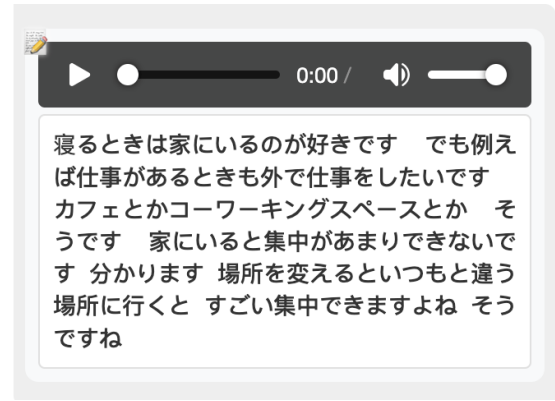 0:00 /
寝るときは家にいるのが好きです　でも例え
ば仕事があるときも外で仕事をしたいです
カフェとかコーワーキングスペースとか　そ
うです　家にいると集中があまりできないで
す 分かります 場所を変えるといつもと違う
場所に行くと すごい集中できますよね そう
ですね